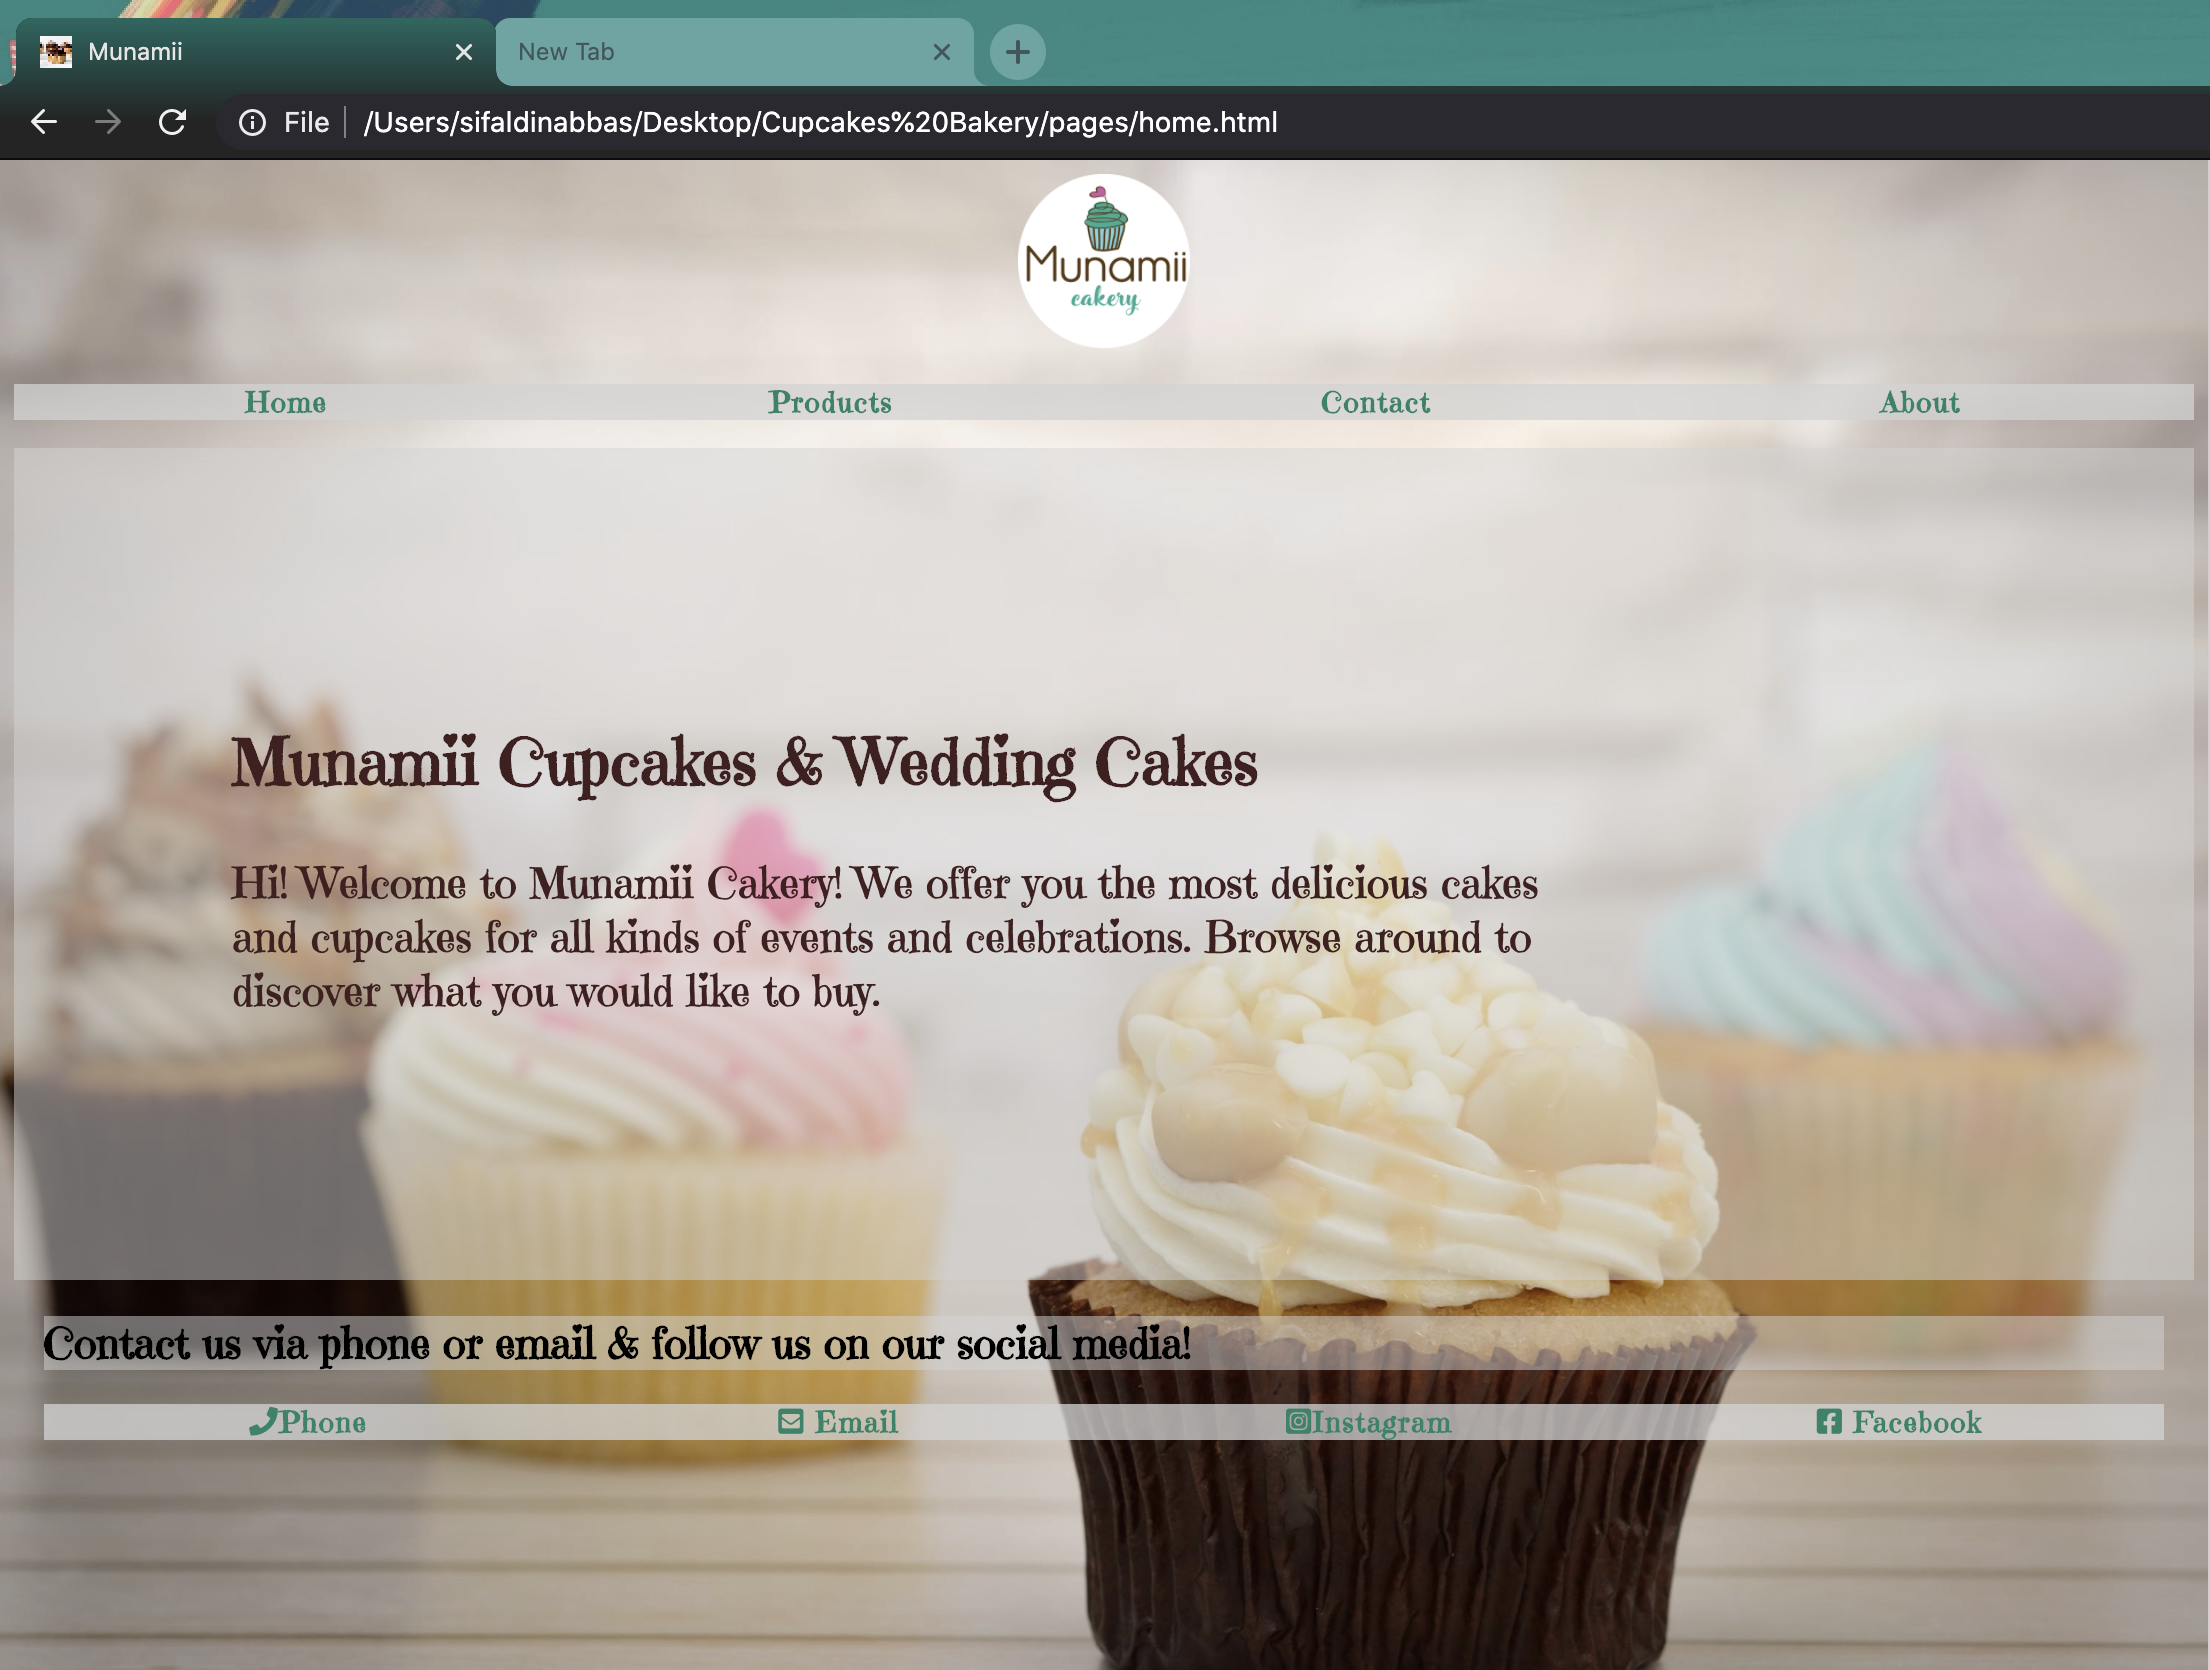 Munamii
New Tab
File
/Users/sifaldinabbas/Desktop/Cupcakes%20Bakery/pages/home.html
Munamii
cakery
Home Products Contact About
Munamii Cupcakes & Wedding Cakes
Hi! Welcome to Munamii Cakery! We offer you the most delicious cakes
and cupcakes for all kinds of events and celebrations. Browse around to
discover what you would like to buy.
Contact us via phone or email & follow us on our social media!
Phone Email Instagram Facebook